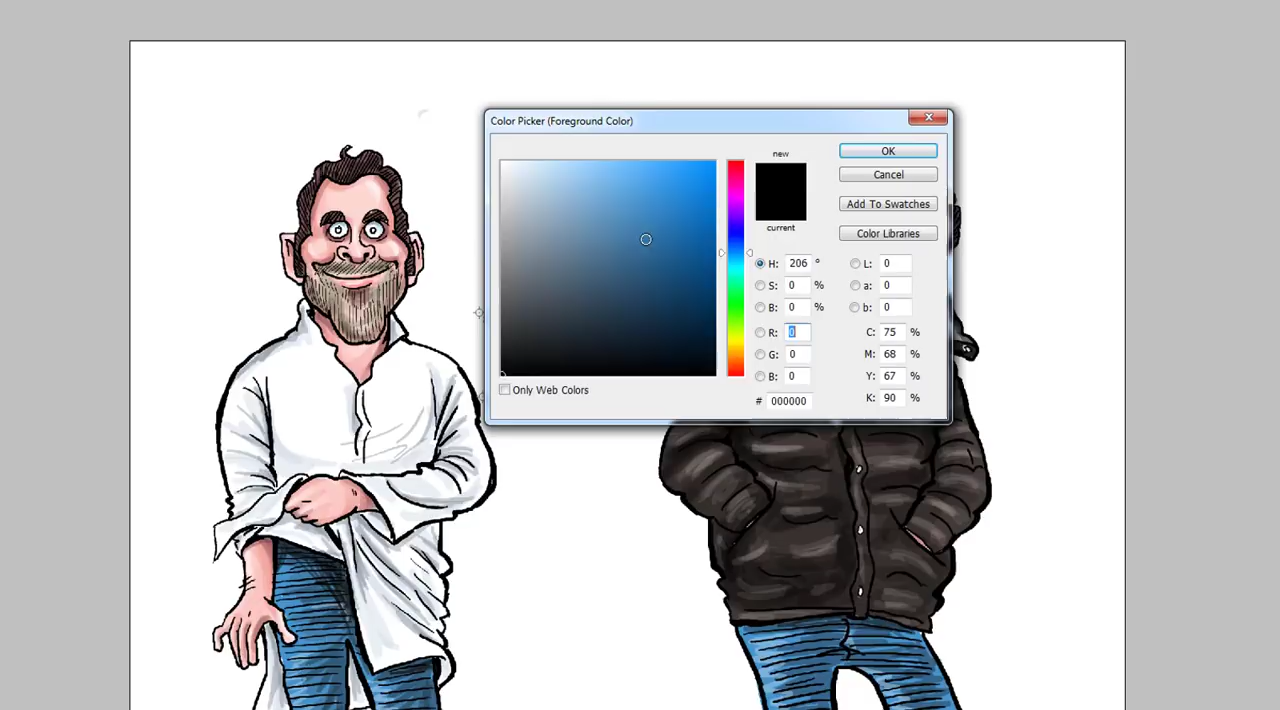 Color Picker (Foreground Color)
new
current
OK
Cancel
Add To Swatches
Color Libraries
H: 206 °
L: 0
S: 0 %
a: 0
B: 0 %
b: 0
R: 0
C: 75 %
G: 0
M: 68 %
B: 0
Y: 67 %
# 000000
K: 90 %
Only Web Colors